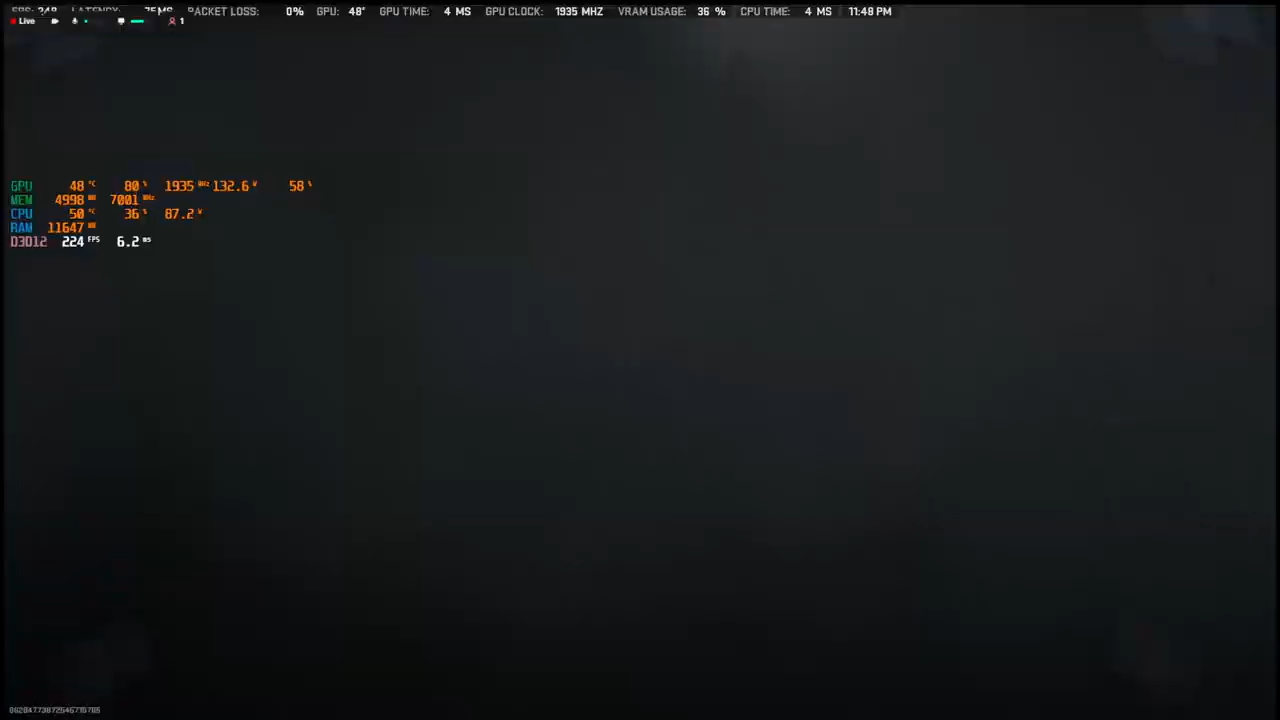 PACKET LOSS: 0% GPU: 48° GPU TIME: 4 MS GPU CLOCK: 1935 MHZ VRAM USAGE: 36 % CPU TIME: 4 MS 11:48 PM
Live 1
GPU 48 °C 80 % 1935 MHz 132.6 W 58 %
MEM 4998 MB 7001 MHz
CPU 50 °C 36 % 87.2 W
RAM 11647 MB
D3D12 224 FPS 6.2 ms